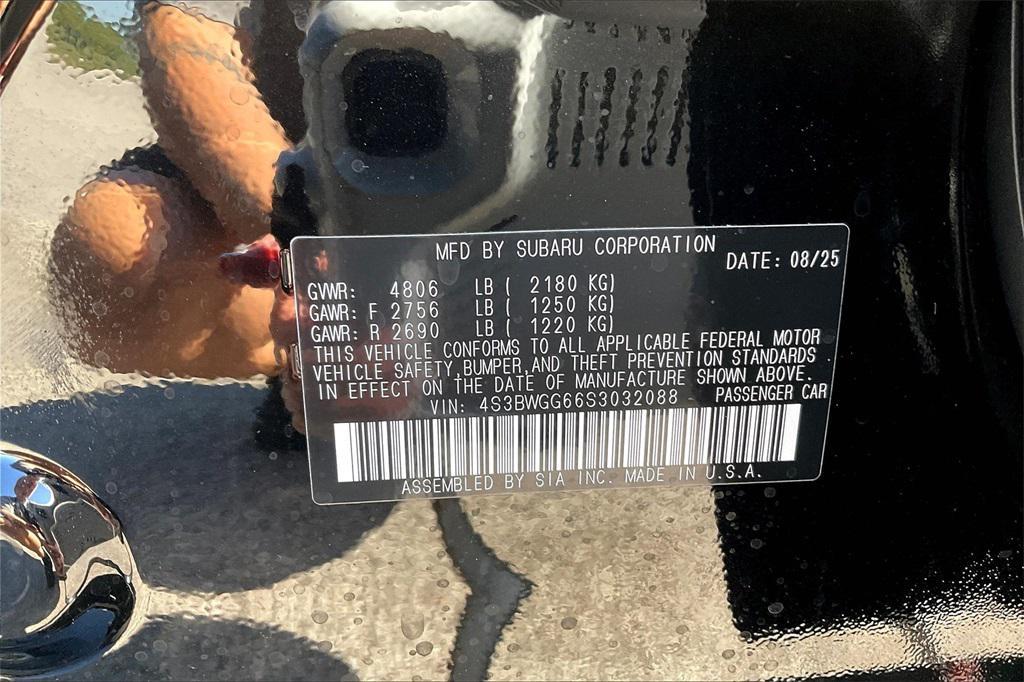 MFD BY SUBARU CORPORATION
DATE: 08/25
GVWR: 4806 LB ( 2180 KG)
GAWR: F 2756 LB ( 1250 KG)
GAWR: R 2690 LB ( 1220 KG)
THIS VEHICLE CONFORMS TO ALL APPLICABLE FEDERAL MOTOR
VEHICLE SAFETY, BUMPER, AND THEFT PREVENTION STANDARDS
IN EFFECT ON THE DATE OF MANUFACTURE SHOWN ABOVE.
VIN: 4S3BWGG66S3032088 PASSENGER CAR
ASSEMBLED BY SIA INC. MADE IN U.S.A.